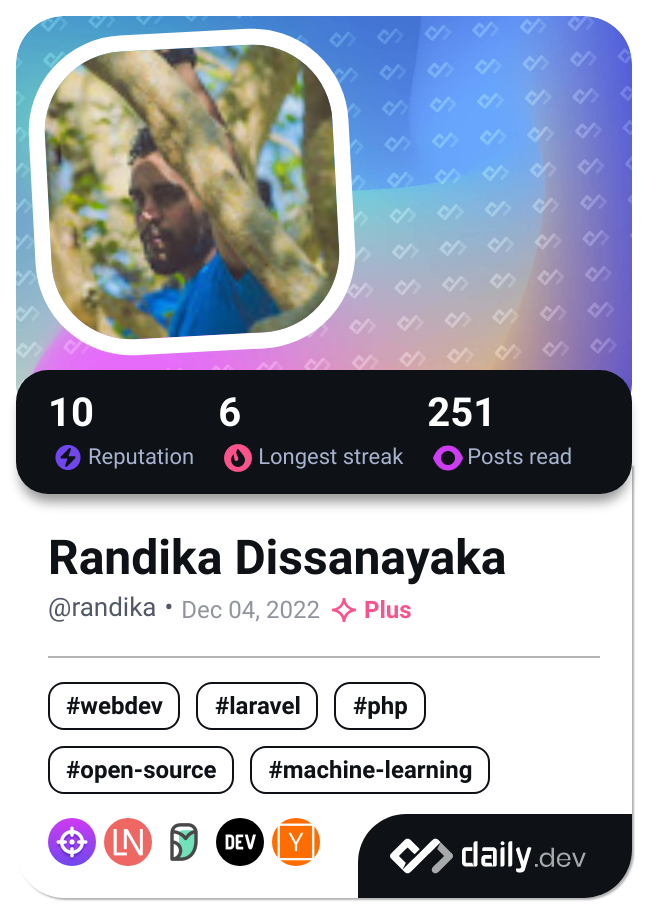 10 6 251
Reputation Longest streak Posts read
Randika Dissanayaka
@randika • Dec 04, 2022 Plus
#webdev #laravel #php
#open-source #machine-learning
LN DEV Y
daily.dev